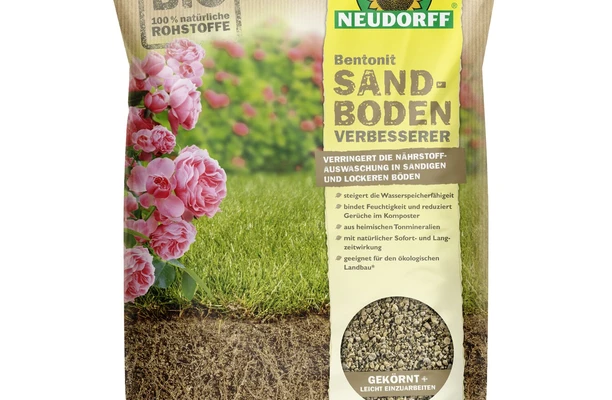 BIO
100% natürliche
ROHSTOFFE
NEUDORFF®
Bentonit
SAND-
BODEN
VERBESSERER
VERRINGERT DIE NÄHRSTOFF-
AUSWASCHUNG IN SANDIGEN
UND LOCKEREN BÖDEN
steigert die Wasserspeicherfähigeit
bindet Feuchtigkeit und reduziert
Gerüche im Komposter
aus heimischen Tonmineralien
mit natürlicher Sofort- und Lang-
zeitwirkung
geeignet für den ökologischen
Landbau*
GEKÖRNT +
LEICHT EINZUARBEITEN